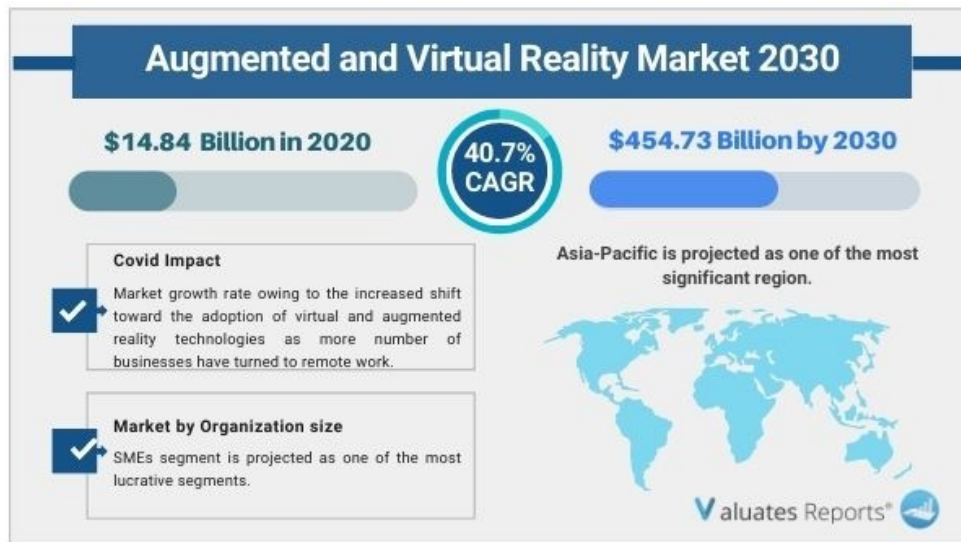 Augmented and Virtual Reality Market 2030
$14.84 Billion in 2020
40.7%
CAGR
$454.73 Billion by 2030
Covid Impact
Market growth rate owing to the increased shift
toward the adoption of virtual and augmented
reality technologies as more number of
businesses have turned to remote work.
Asia-Pacific is projected as one of the most
significant region.
Market by Organization size
SMEs segment is projected as one of the most
lucrative segments.
Valuates Reports®